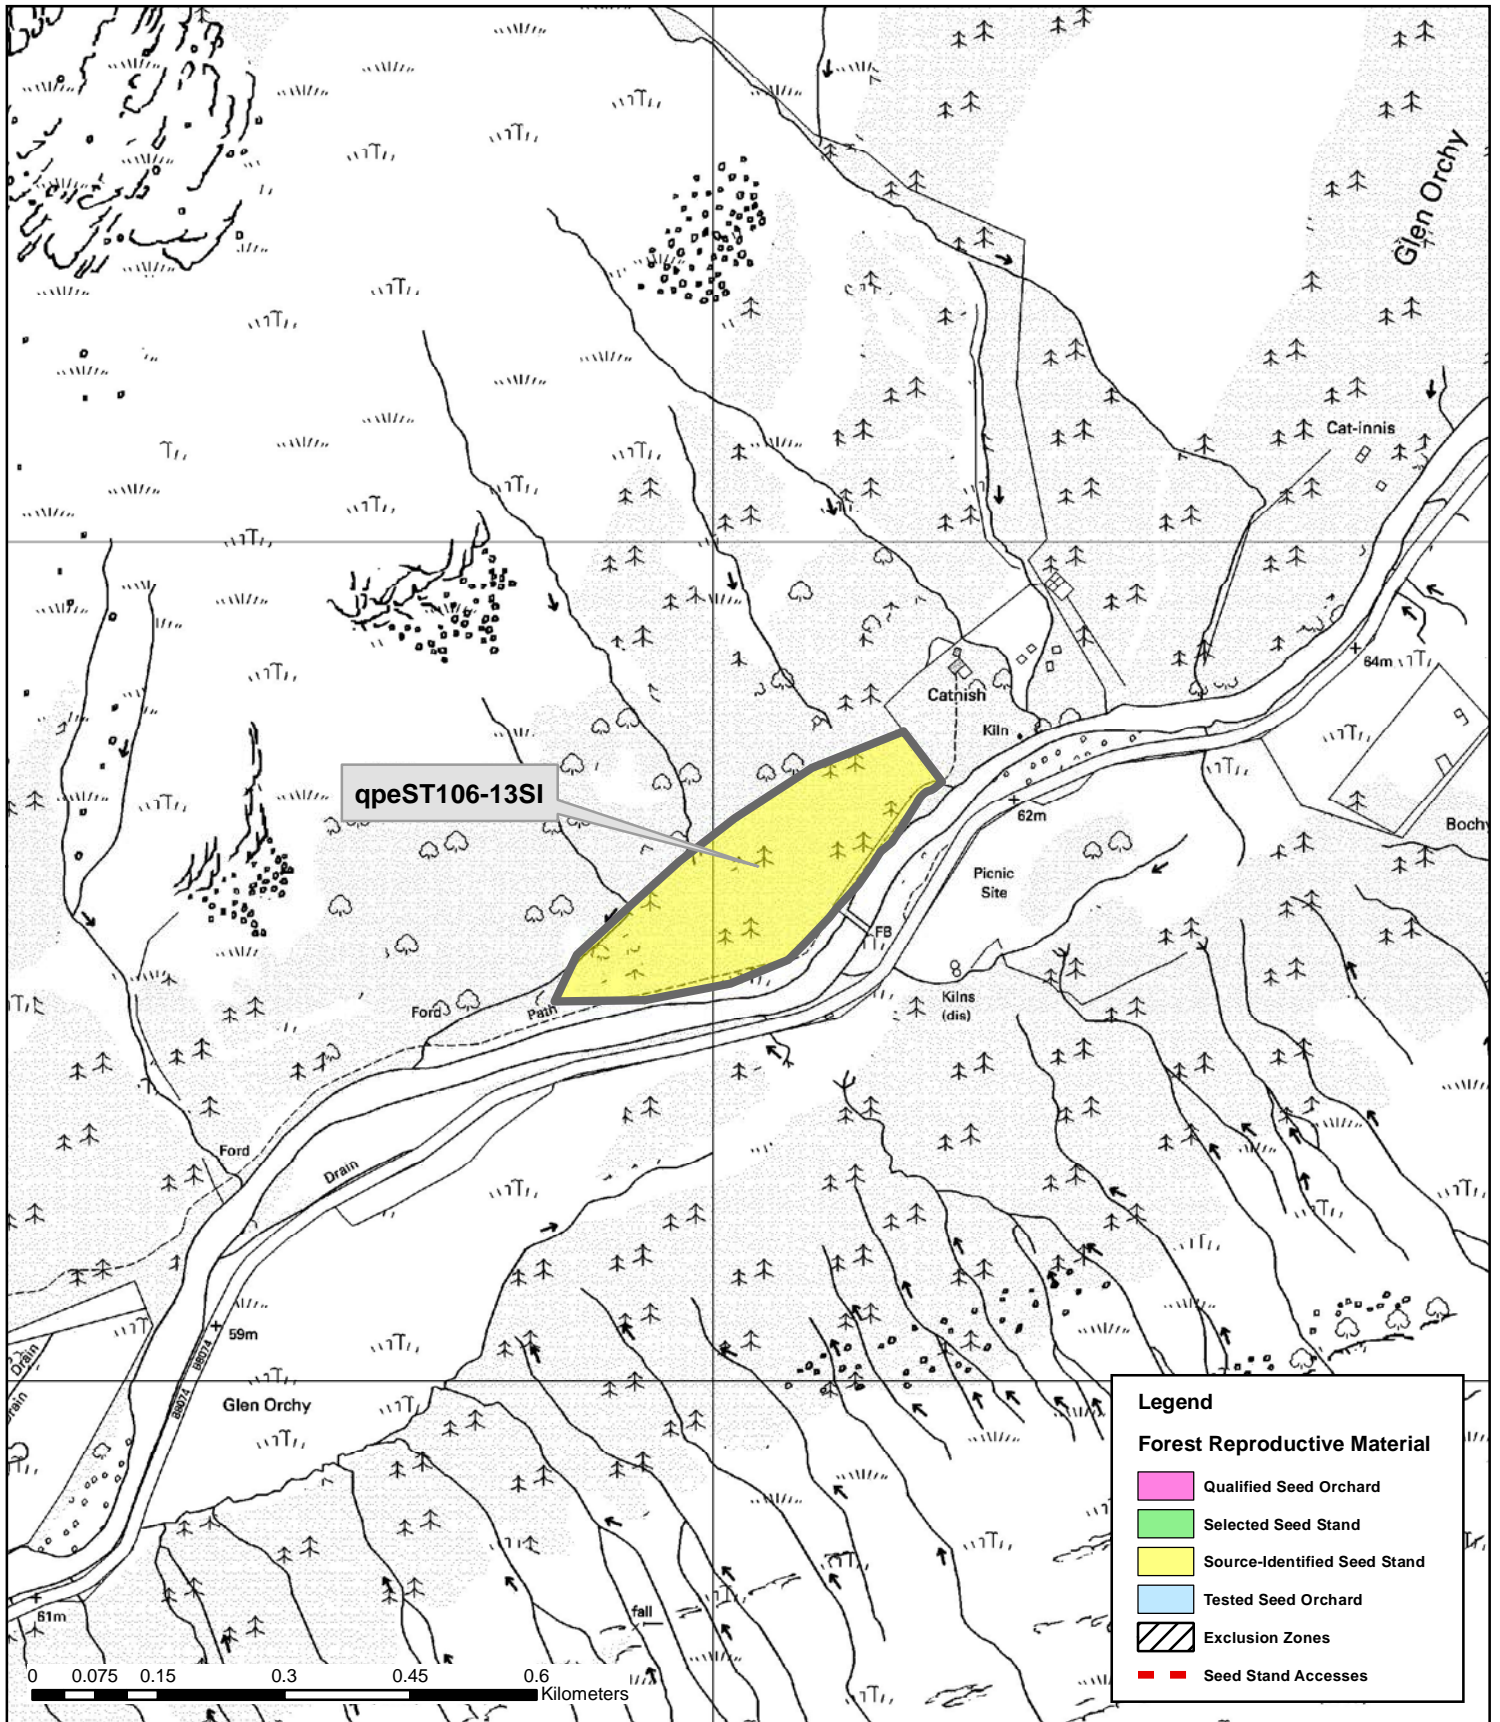 Glen Orchy
Cat-innis
64m
Catnish
Kiln
qpeST106-13SI
62m
Picnic
Site
FB
Kilns
(dis)
Ford
Path
Ford
Drain
59m
B8074
B8074
Glen Orchy
Drain
61m
fall
Legend
Forest Reproductive Material
Qualified Seed Orchard
Selected Seed Stand
Source-Identified Seed Stand
Tested Seed Orchard
Exclusion Zones
Seed Stand Accesses
0 0.075 0.15 0.3 0.45 0.6
Kilometers